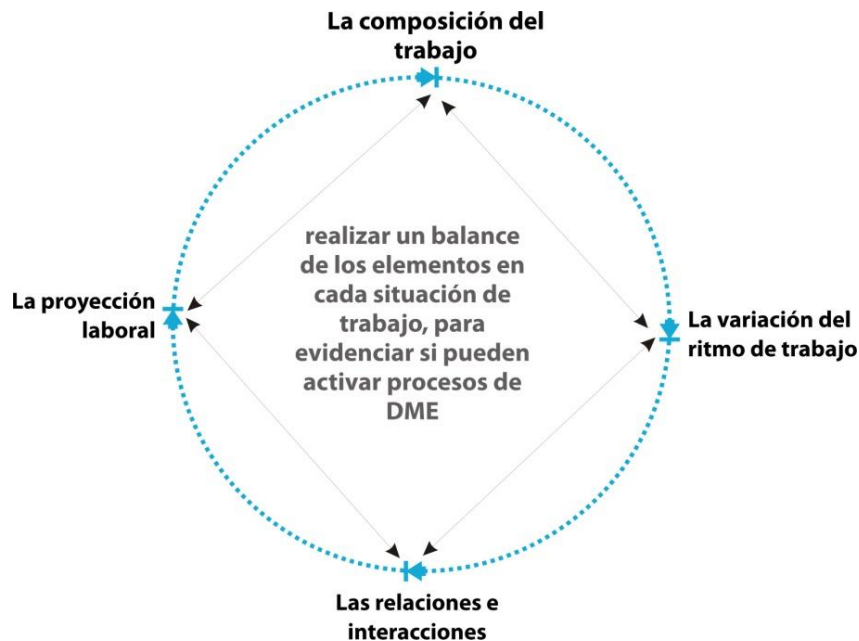 La composición del
trabajo
realizar un balance
de los elementos en
cada situación de
trabajo, para
evidenciar si pueden
activar procesos de
DME
La proyección
laboral
La variación del
ritmo de trabajo
Las relaciones e
interacciones